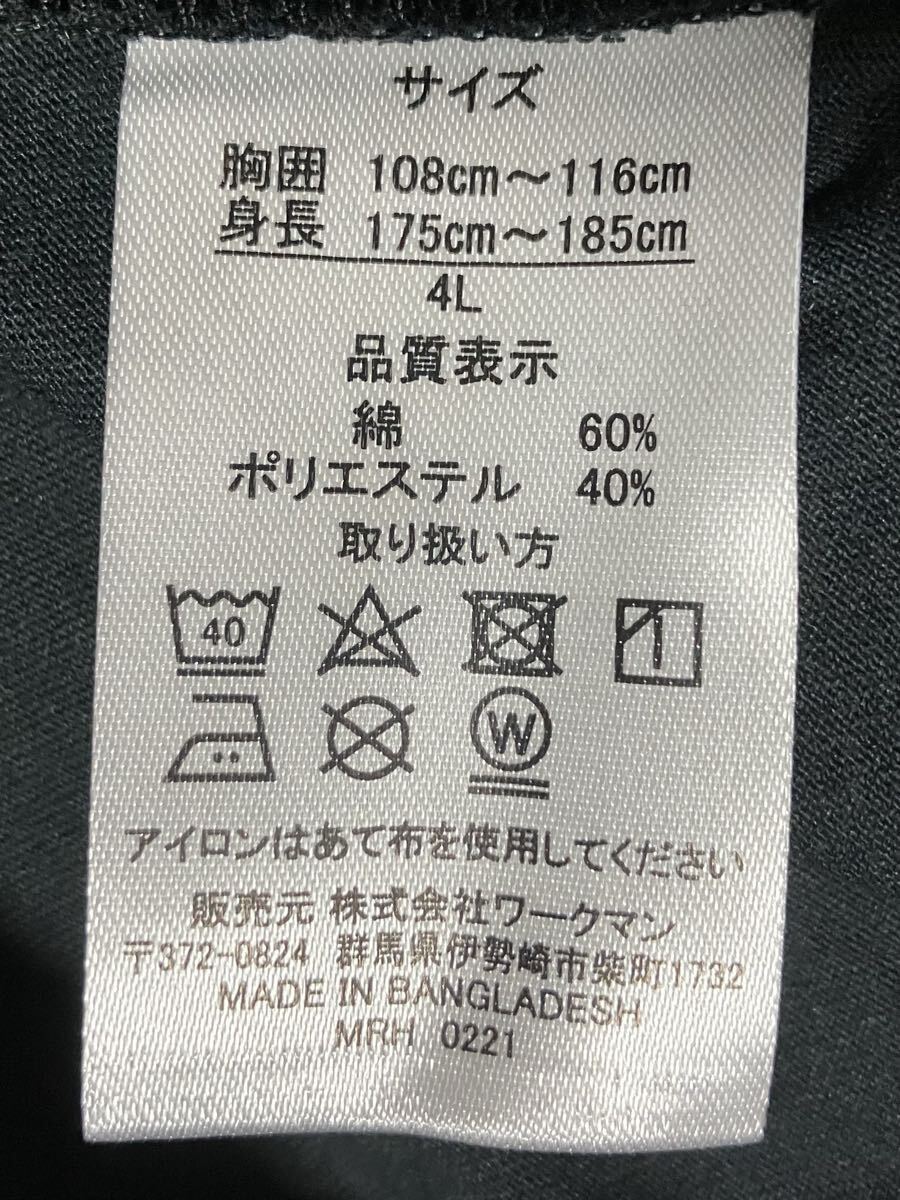 サイズ
胸囲 108cm～116cm
身長 175cm～185cm
4L
品質表示
綿 60%
ポリエステル 40%
取り扱い方
40
W
アイロンはあて布を使用してください
販売元 株式会社ワークマン
〒372-0824 群馬県伊勢崎市柴町1732
MADE IN BANGLADESH
MRH 0221